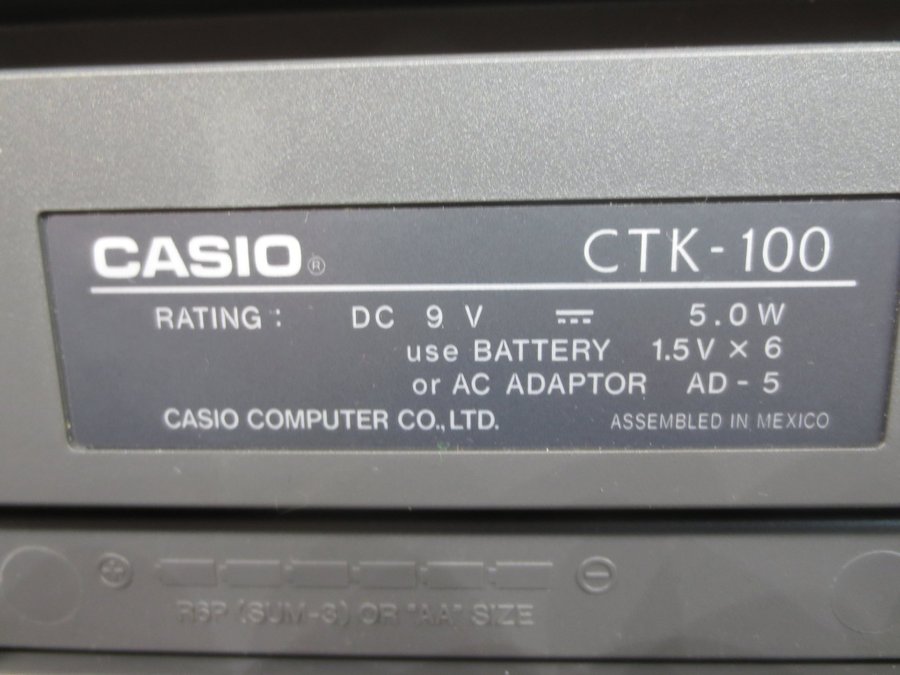 CASIO® CTK-100
RATING: DC 9 V ⎓ 5.0W
use BATTERY 1.5V × 6
or AC ADAPTOR AD-5
CASIO COMPUTER CO.,LTD. ASSEMBLED IN MEXICO
R6P (SUM-3) OR "AA" SIZE